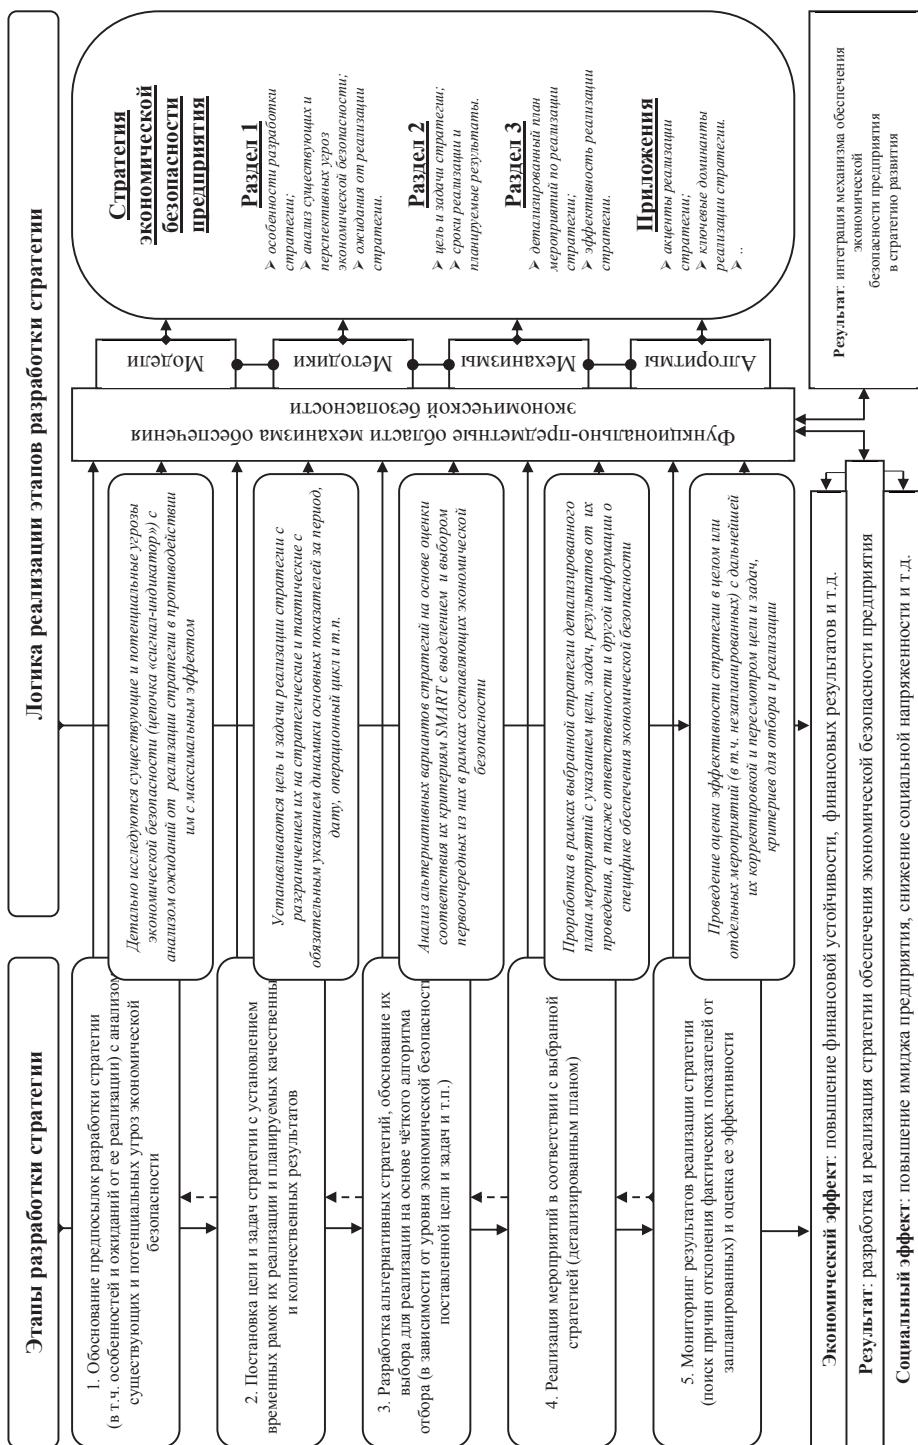 Этапы разработки стратегии
Логика реализации этапов разработки стратегии
1. Обоснование предпосылок разработки стратегии
(в т.ч. особенностей и ожиданий от ее реализации) с анализом
существующих и потенциальных угроз экономической
безопасности
2. Постановка цели и задач стратегии с установлением
временных рамок их реализации и планируемых качественных
и количественных результатов
3. Разработка альтернативных стратегий, обоснование их
выбора для реализации на основе чёткого алгоритма
отбора (в зависимости от уровня экономической безопасности,
поставленной цели и задач и т.п.)
4. Реализация мероприятий в соответствии с выбранной
стратегией (детализированным планом)
5. Мониторинг результатов реализации стратегии
(поиск причин отклонения фактических показателей от
запланированных) и оценка ее эффективности
Детально исследуются существующие и потенциальные угрозы
экономической безопасности (цепочка «сигнал-индикатор») с
анализом ожиданий от реализации стратегии в противодействии
им с максимальным эффектом
Устанавливаются цель и задачи реализации стратегии с
разграничением их на стратегические и тактические с
обязательным указанием динамики основных показателей за период,
дату, операционный цикл и т.п.
Анализ альтернативных вариантов стратегий на основе оценки
соответствия их критериям SMART с выделением и выбором
первоочередных из них в рамках составляющих экономической
безопасности
Проработка в рамках выбранной стратегии детализированного
плана мероприятий с указанием цели, задач, результатов от их
проведения, а также ответственности и другой информации о
специфике обеспечения экономической безопасности
Проведение оценки эффективности стратегии в целом или
отдельных мероприятий (в т.ч. незапланированных) с дальнейшей
их корректировкой и пересмотром цели и задач,
критериев для отбора и реализации
Функционально-предметные области механизма обеспечения
экономической безопасности
Модели
Методики
Механизмы
Алгоритмы
Стратегия
экономической
безопасности
предприятия
Раздел 1
➢ особенности разработки
стратегии;
➢ анализ существующих и
перспективных угроз
экономической безопасности;
➢ ожидания от реализации
стратегии.
Раздел 2
➢ цель и задачи стратегии;
➢ сроки реализации и
планируемые результаты.
Раздел 3
➢ детализированный план
мероприятий по реализации
стратегии;
➢ эффективность реализации
стратегии.
Приложения
➢ акценты реализации
стратегии;
➢ ключевые доминанты
реализации стратегии.
➢ ..
Экономический эффект: повышение финансовой устойчивости, финансовых результатов и т.д.
Результат: разработка и реализация стратегии обеспечения экономической безопасности предприятия
Социальный эффект: повышение имиджа предприятия, снижение социальной напряженности и т.д.
Результат: интеграция механизма обеспечения
экономической
безопасности предприятия
в стратегию развития